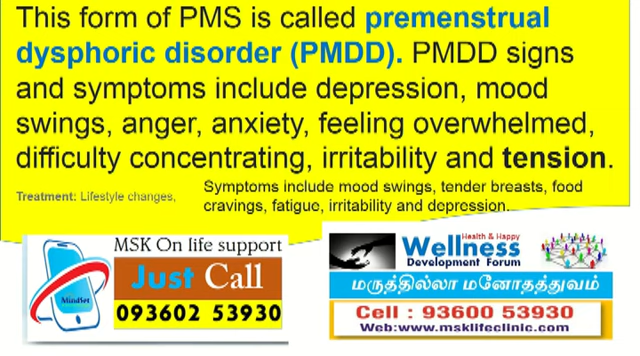 This form of PMS is called premenstrual
dysphoric disorder (PMDD). PMDD signs
and symptoms include depression, mood
swings, anger, anxiety, feeling overwhelmed,
difficulty concentrating, irritability and tension.
Treatment: Lifestyle changes,
Symptoms include mood swings, tender breasts, food
cravings, fatigue, irritability and depression.
MSK On life support
Just Call
MindSet
093602 53930
Health & Happy
Wellness
Development Forum
மருத்தில்லா மனோதத்துவம்
Cell : 93600 53930
Web:www.msklifeclinic.com